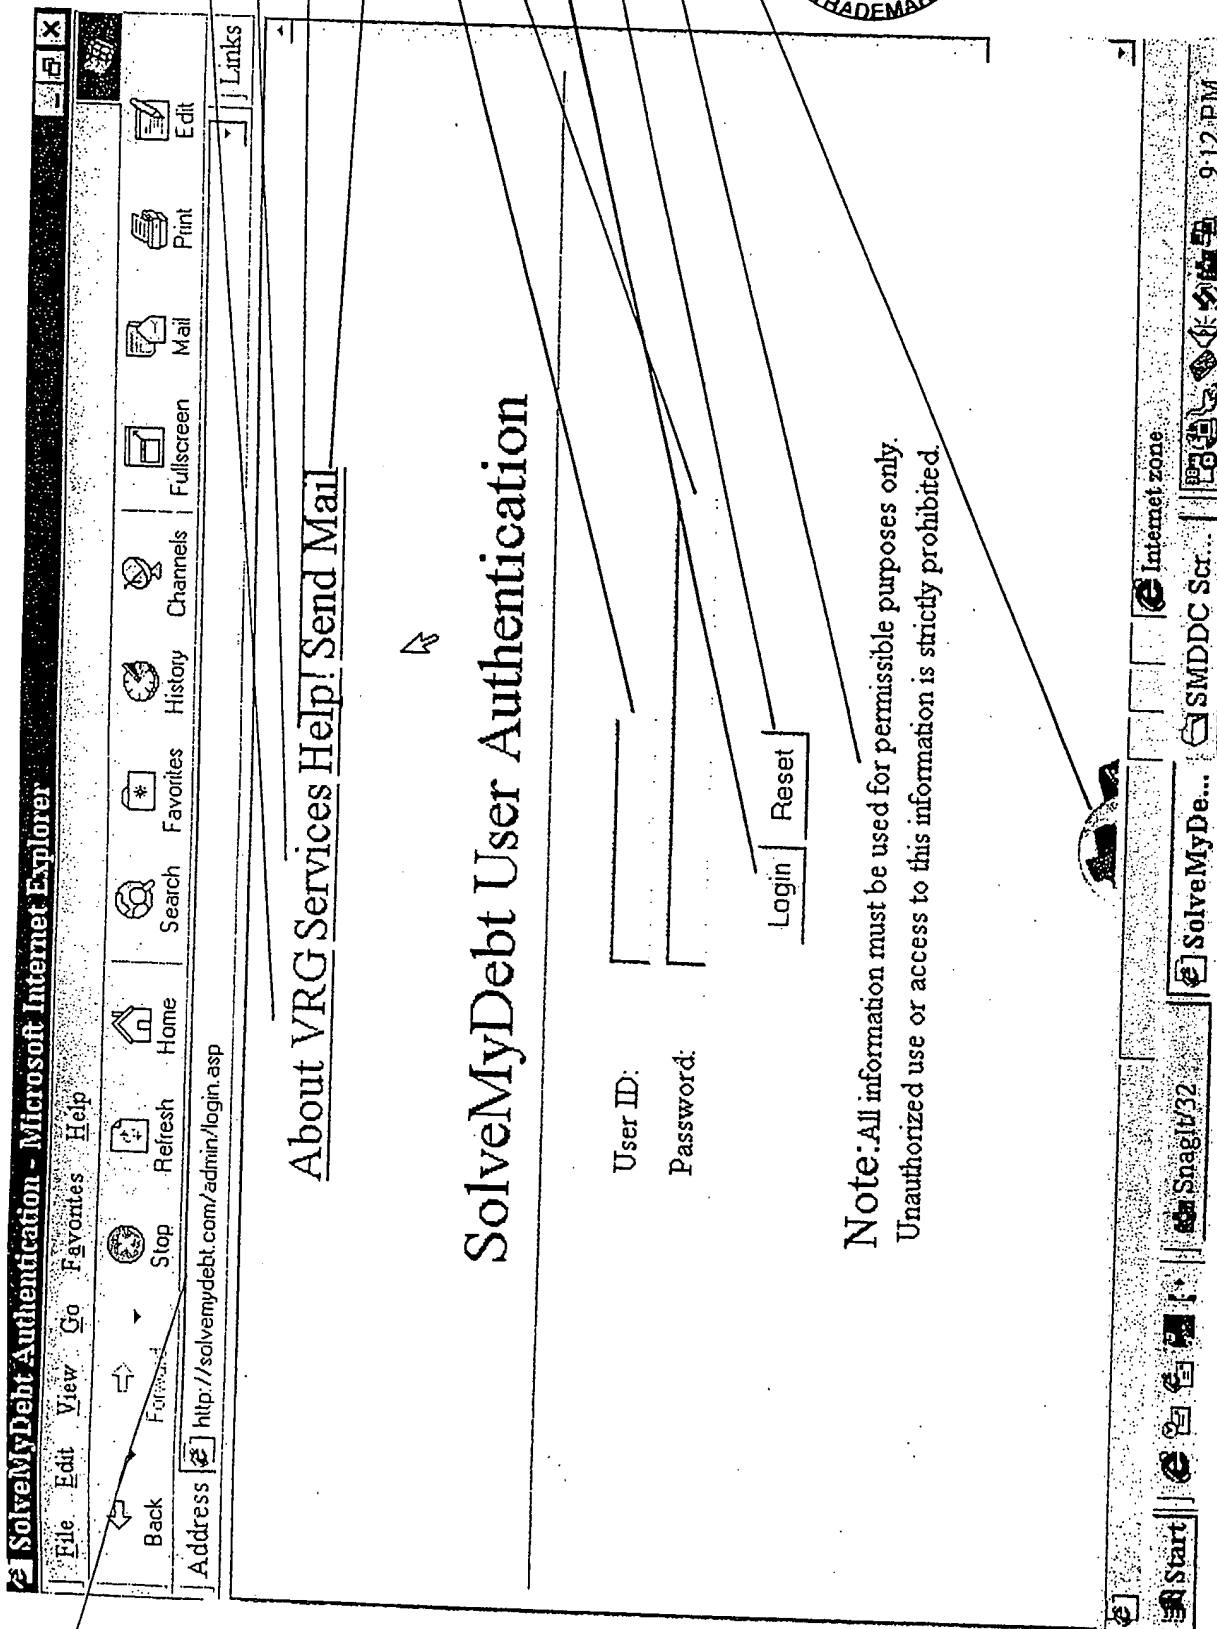 TRADEMAR
SolveMyDebt Authentication - Microsoft Internet Explorer
File Edit View Go Favorites Help
Back Forward Stop Refresh Home Search Favorites History Channels Fullscreen Mail Print Edit
Address http://solvemydebt.com/admin/login.asp Links
About VRG Services Help! Send Mail
SolveMyDebt User Authentication
User ID:
Password:
Login Reset
Note: All information must be used for permissible purposes only.
Unauthorized use or access to this information is strictly prohibited.
Internet zone
Start SnagIt/32 SolveMyDe... SMDDC Scr... 9:12 PM